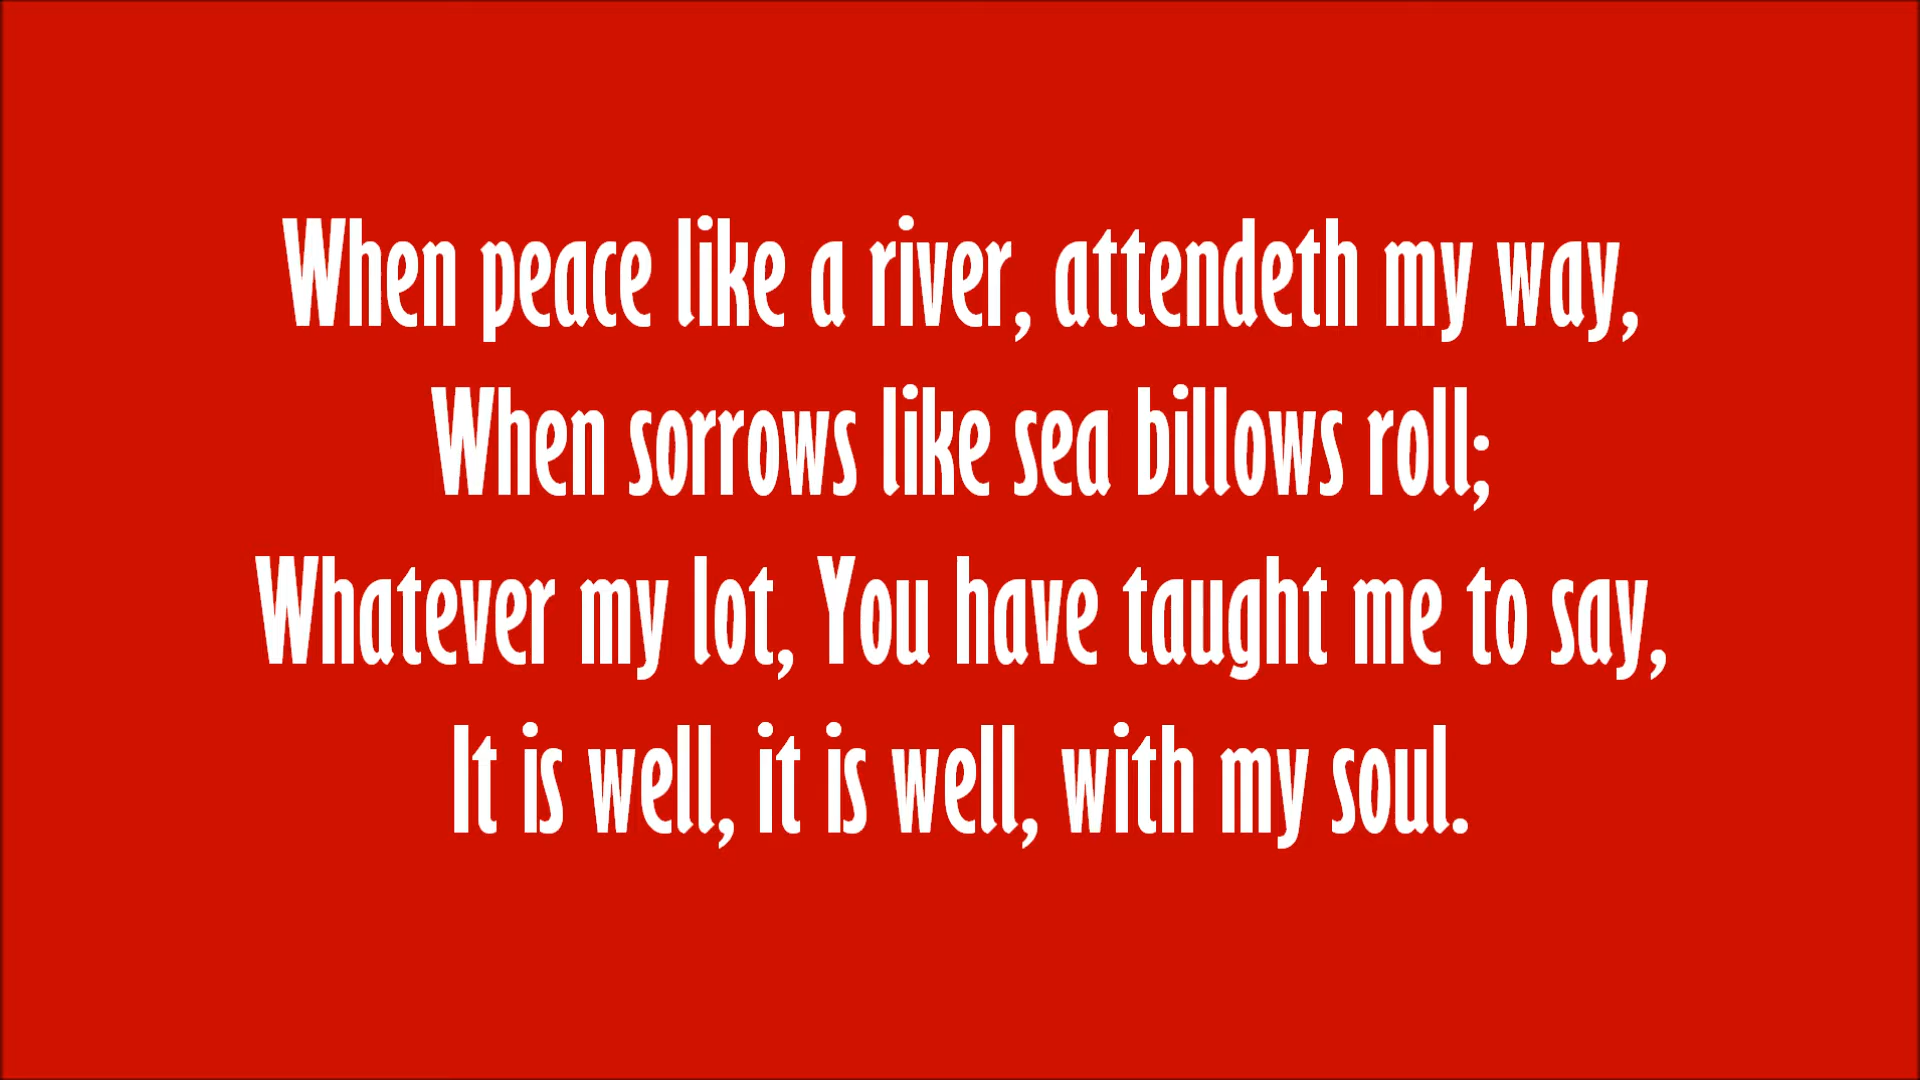 When peace like a river, attendeth my way,
When sorrows like sea billows roll;
Whatever my lot, You have taught me to say,
It is well, it is well, with my soul.